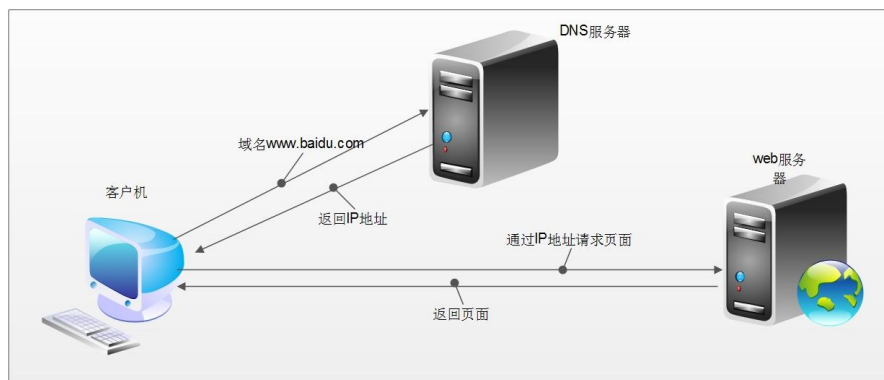 DNS服务器
域名www.baidu.com
web服务
器
客户机
返回IP地址
通过IP地址请求页面
返回页面